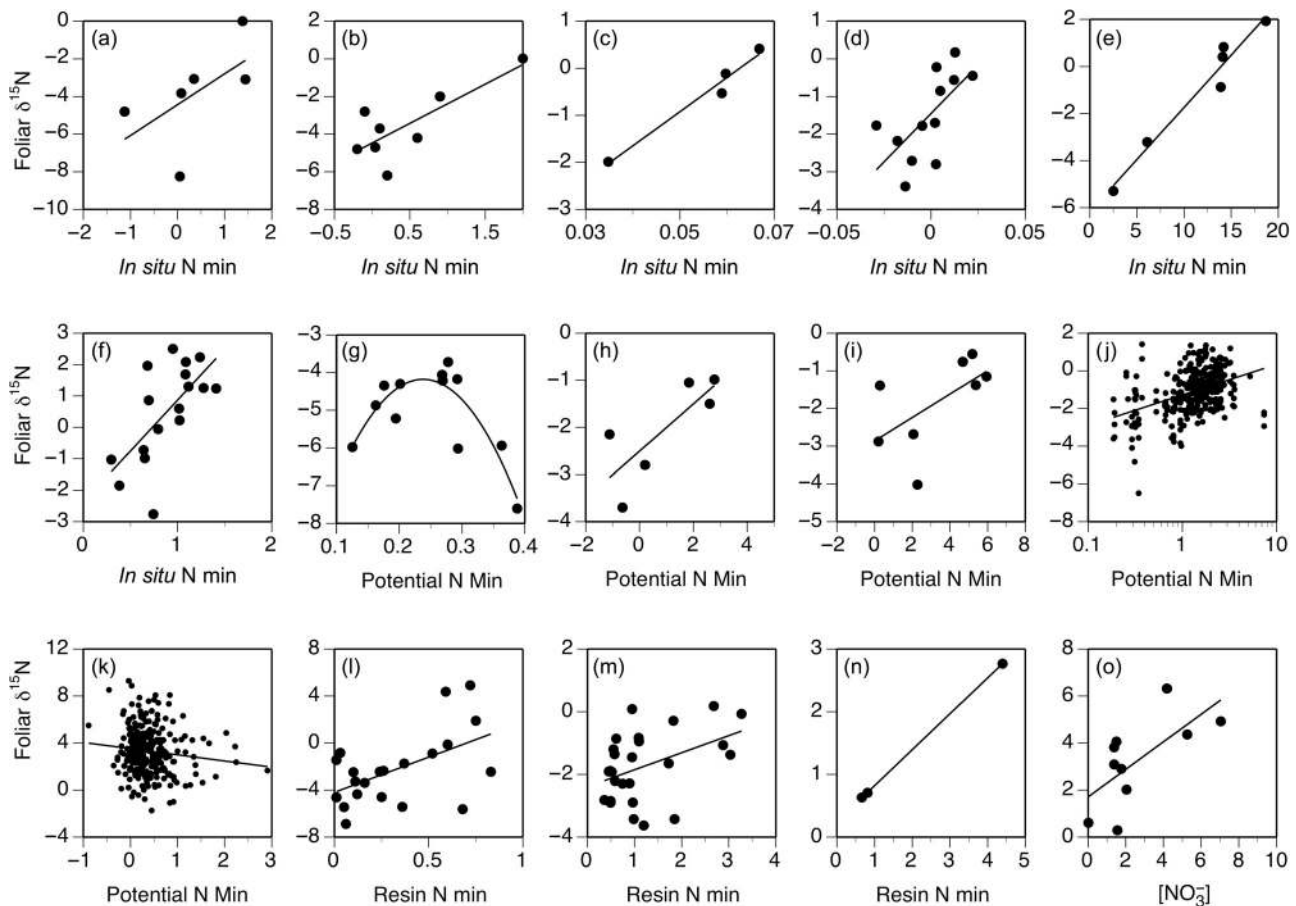 (a) (b) (c) (d) (e)
0 2 1 1 2
−2 0 0 0 0
−4 −2 −1 −1 −2
−6 −4 −2 −2 −4
−8 −6 −3
−10 −8 −3 −4 −6
−2 −1 0 1 2 −0.5 0.5 1.5 0.03 0.05 0.07 −0.05 0 0.05 0 5 10 15 20
Foliar δ¹⁵N
In situ N min In situ N min In situ N min In situ N min In situ N min
(f) (g) (h) (i) (j)
3 −3 0 0 2
2 −4 −1 −1 0
1 −5 −2 −2 −2
0 −6 −3 −3 −4
−1 −7 −4 −6
−2
−3 −8 −4 −5 −8
0 1 2 0.1 0.2 0.3 0.4 −2 0 2 4 −2 0 2 4 6 8 0.1 1 10
Foliar δ¹⁵N
In situ N min Potential N Min Potential N Min Potential N Min Potential N Min
(k) (l) (m) (n) (o)
12 8 2 3 8
8 4 0 2 6
4 0 −2 1 4
0 −4 2
−4 −8 −4 0 0
−1 0 1 2 3 0 0.5 1 0 1 2 3 4 0 1 2 3 4 5 0 2 4 6 8 10
Foliar δ¹⁵N
Potential N Min Resin N min Resin N min Resin N min [NO₃⁻]